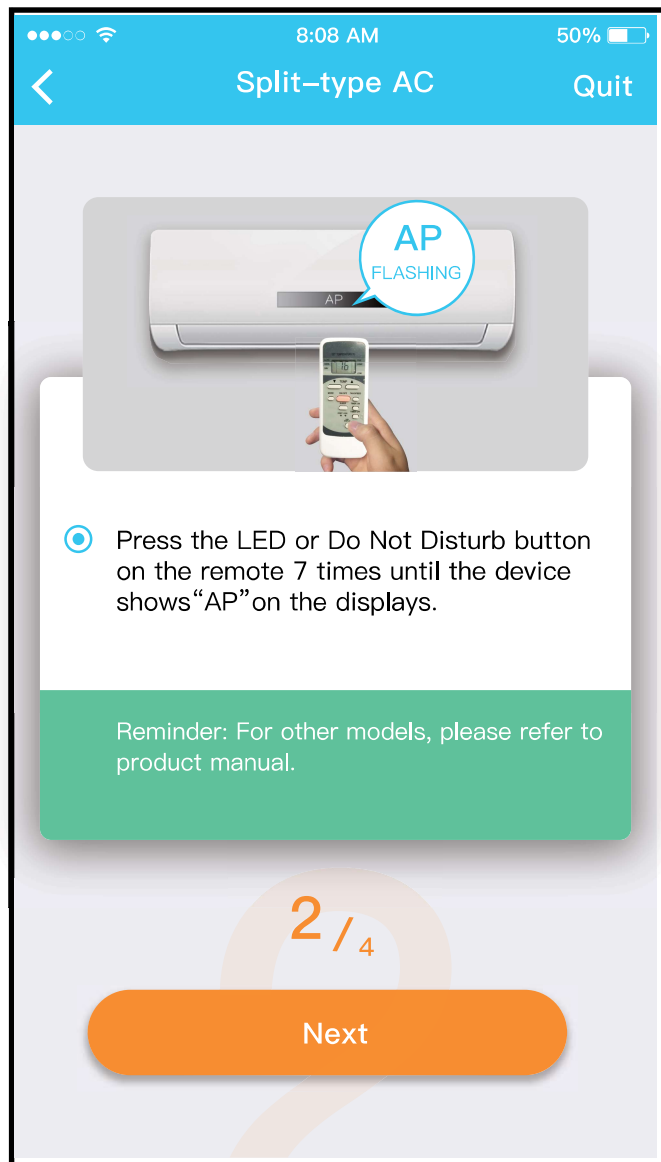 8:08 AM
50%
Split-type AC
Quit
AP
FLASHING
AP
76
Press the LED or Do Not Disturb button
on the remote 7 times until the device
shows“AP”on the displays.
Reminder: For other models, please refer to
product manual.
2/4
Next